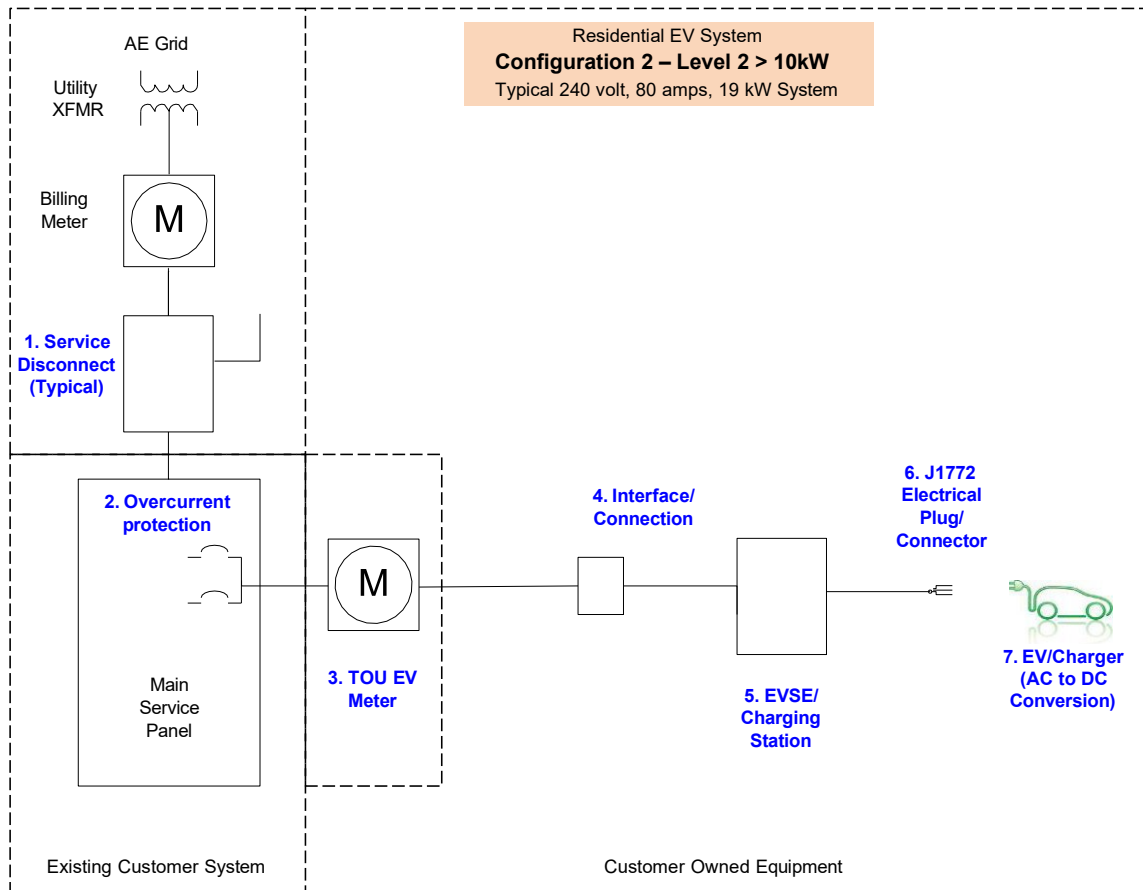 AE Grid
Utility
XFMR
Billing
Meter
M
1. Service
Disconnect
(Typical)
Residential EV System
Configuration 2 – Level 2 > 10kW
Typical 240 volt, 80 amps, 19 kW System
2. Overcurrent
protection
Main
Service
Panel
M
3. TOU EV
Meter
4. Interface/
Connection
5. EVSE/
Charging
Station
6. J1772
Electrical
Plug/
Connector
7. EV/Charger
(AC to DC
Conversion)
Existing Customer System
Customer Owned Equipment